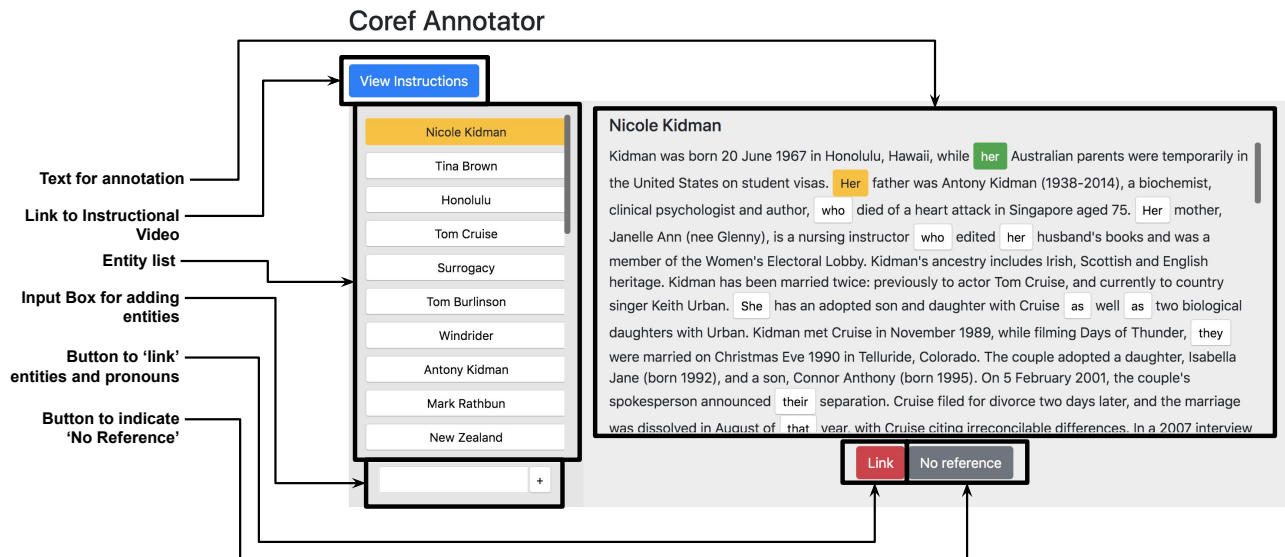 Coref Annotator
View Instructions
Text for annotation
Link to Instructional
Video
Entity list
Input Box for adding
entities
Button to ‘link’
entities and pronouns
Button to indicate
‘No Reference’
Nicole Kidman
Tina Brown
Honolulu
Tom Cruise
Surrogacy
Tom Burlinson
Windrider
Antony Kidman
Mark Rathbun
New Zealand
+
Nicole Kidman
Kidman was born 20 June 1967 in Honolulu, Hawaii, while her Australian parents were temporarily in
the United States on student visas. Her father was Antony Kidman (1938-2014), a biochemist,
clinical psychologist and author, who died of a heart attack in Singapore aged 75. Her mother,
Janelle Ann (nee Glenny), is a nursing instructor who edited her husband's books and was a
member of the Women's Electoral Lobby. Kidman's ancestry includes Irish, Scottish and English
heritage. Kidman has been married twice: previously to actor Tom Cruise, and currently to country
singer Keith Urban. She has an adopted son and daughter with Cruise as well as two biological
daughters with Urban. Kidman met Cruise in November 1989, while filming Days of Thunder, they
were married on Christmas Eve 1990 in Telluride, Colorado. The couple adopted a daughter, Isabella
Jane (born 1992), and a son, Connor Anthony (born 1995). On 5 February 2001, the couple's
spokesperson announced their separation. Cruise filed for divorce two days later, and the marriage
was dissolved in August of that year, with Cruise citing irreconcilable differences. In a 2007 interview
Link
No reference